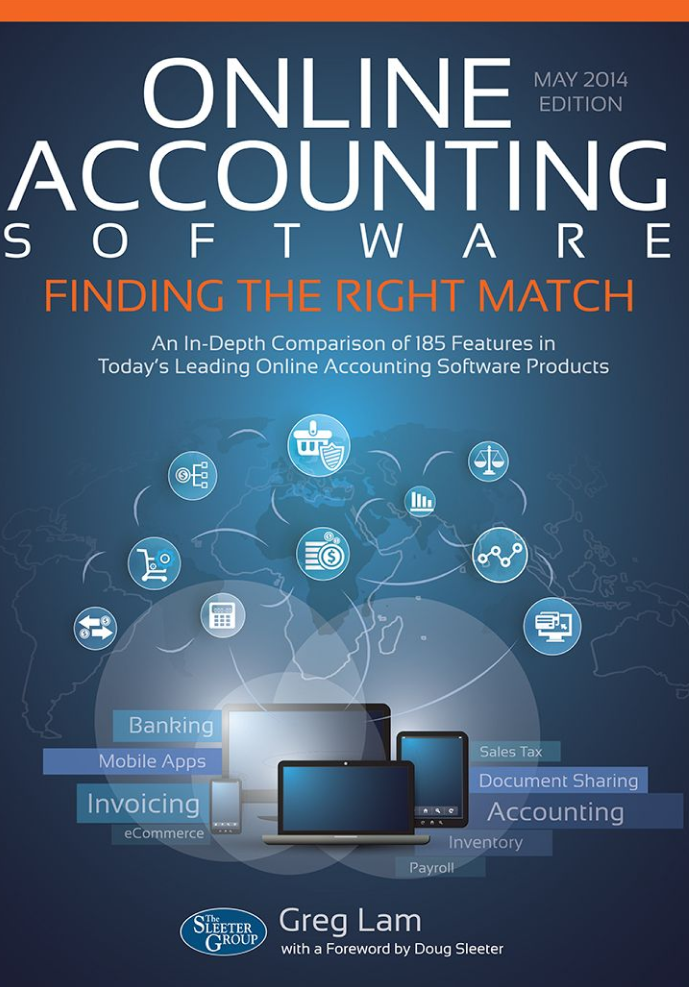 ONLINE
MAY 2014
EDITION
ACCOUNTING
SOFTWARE
FINDING THE RIGHT MATCH
An In-Depth Comparison of 185 Features in
Today's Leading Online Accounting Software Products
Banking
Mobile Apps
Invoicing
eCommerce
Sales Tax
Document Sharing
Accounting
Inventory
Payroll
The
SLEETER
GROUP
Greg Lam
with a Foreword by Doug Sleeter